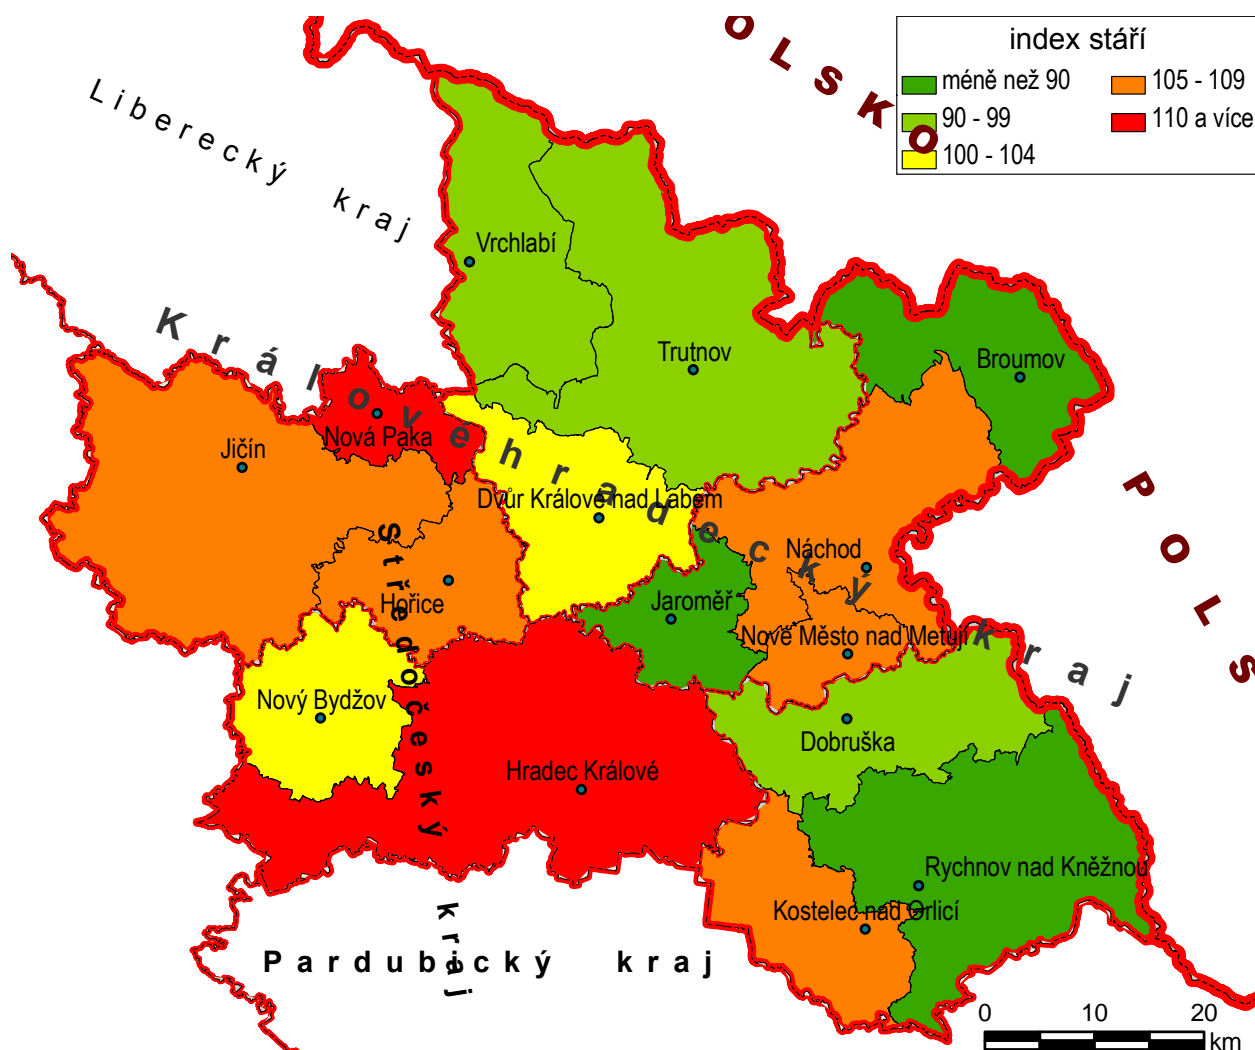 OLSKO
index stáří
méně než 90
105 - 109
90 - 99
110 a více
100 - 104
Liberecký kraj
Královéhradecký kraj
Vrchlabí
Trutnov
Broumov
Nová Paka
Jičín
Dvůr Králové nad Labem
POLS
Náchod
Hořice
Jaroměř
Nové Město nad Metují
Středočeský kraj
Nový Bydžov
Dobruška
Hradec Králové
Rychnov nad Kněžnou
Kostelec nad Orlicí
Pardubický kraj
0 10 20
km